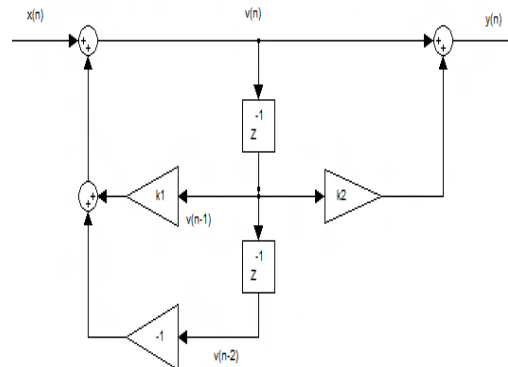 x(n) v(n) y(n)
+ + + +
-1
Z
k1 k2
+ +
v(n-1)
-1
Z
-1
v(n-2)